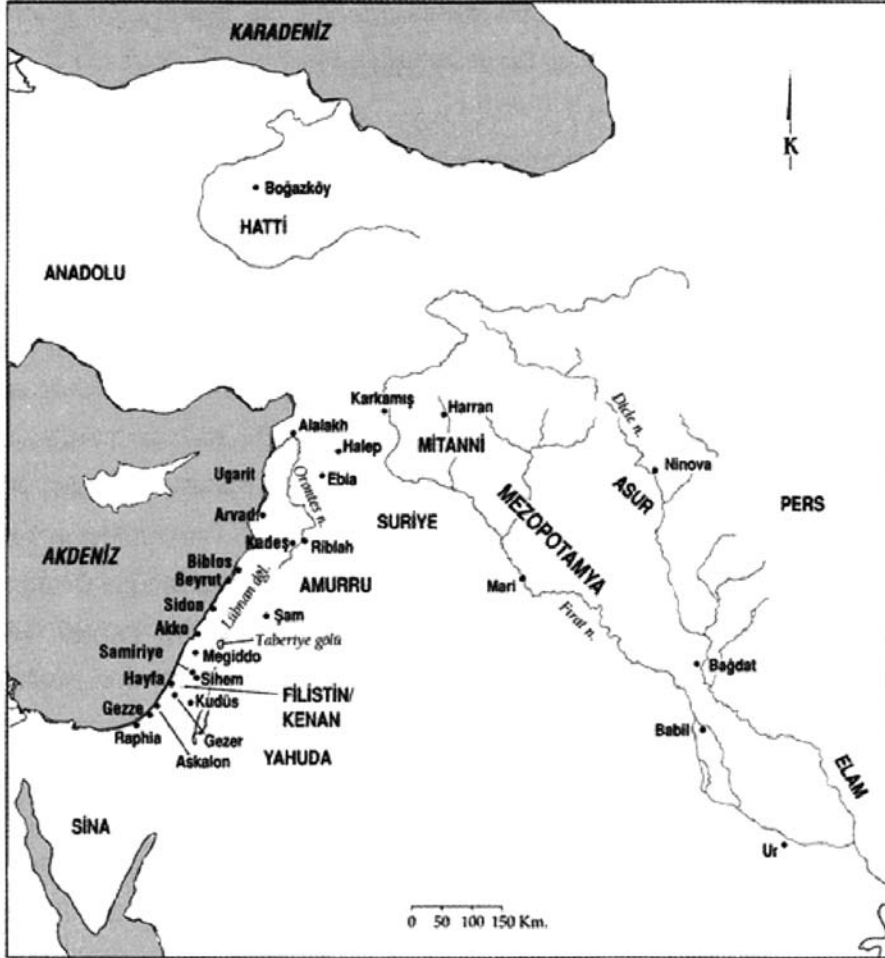 KARADENİZ
K
Boğazköy
HATTİ
ANADOLU
Karkamış
Harran
Dicle n.
Alalakh
Halep
MİTANNİ
Ninova
Ugarit
Orontes n.
Ebia
ASUR
PERS
Arvad
SURİYE
MEZOPOTAMYA
AKDENİZ
Kadeş
Riblah
Biblos
Beyrut
Lübnan dğl.
AMURRU
Mari
Sidon
Şam
Fırat n.
Akko
Taberiye gölü
Samiriye
Megiddo
Bağdat
Hayfa
Sihem
FİLİSTİN/
KENAN
Kudüs
Gezze
Babil
Raphia
Gezer
YAHUDA
Askalon
ELAM
SİNA
Ur
0 50 100 150 Km.